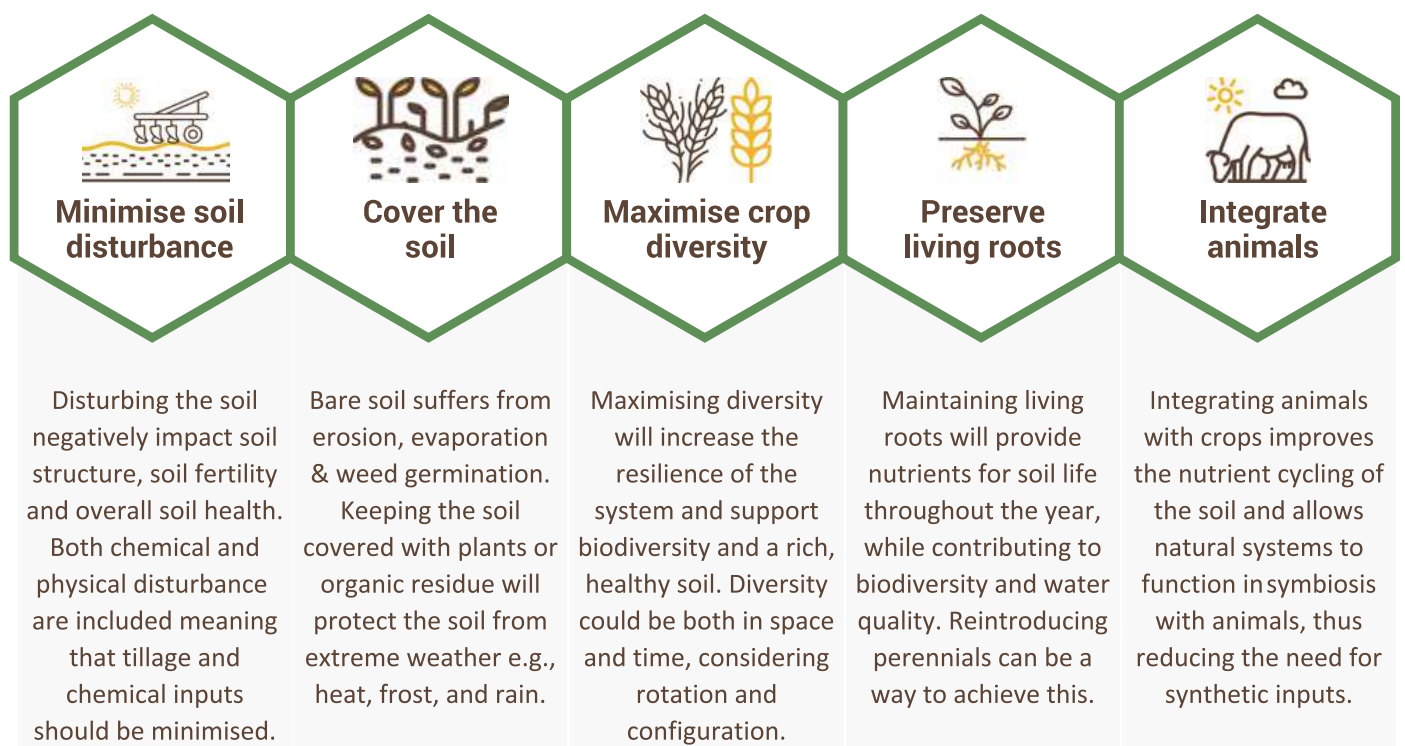 Minimise soil
disturbance
Cover the
soil
Maximise crop
diversity
Preserve
living roots
Integrate
animals
Disturbing the soil
negatively impact soil
structure, soil fertility
and overall soil health.
Both chemical and
physical disturbance
are included meaning
that tillage and
chemical inputs
should be minimised.
Bare soil suffers from
erosion, evaporation
& weed germination.
Keeping the soil
covered with plants or
organic residue will
protect the soil from
extreme weather e.g.,
heat, frost, and rain.
Maximising diversity
will increase the
resilience of the
system and support
biodiversity and a rich,
healthy soil. Diversity
could be both in space
and time, considering
rotation and
configuration.
Maintaining living
roots will provide
nutrients for soil life
throughout the year,
while contributing to
biodiversity and water
quality. Reintroducing
perennials can be a
way to achieve this.
Integrating animals
with crops improves
the nutrient cycling of
the soil and allows
natural systems to
function in symbiosis
with animals, thus
reducing the need for
synthetic inputs.